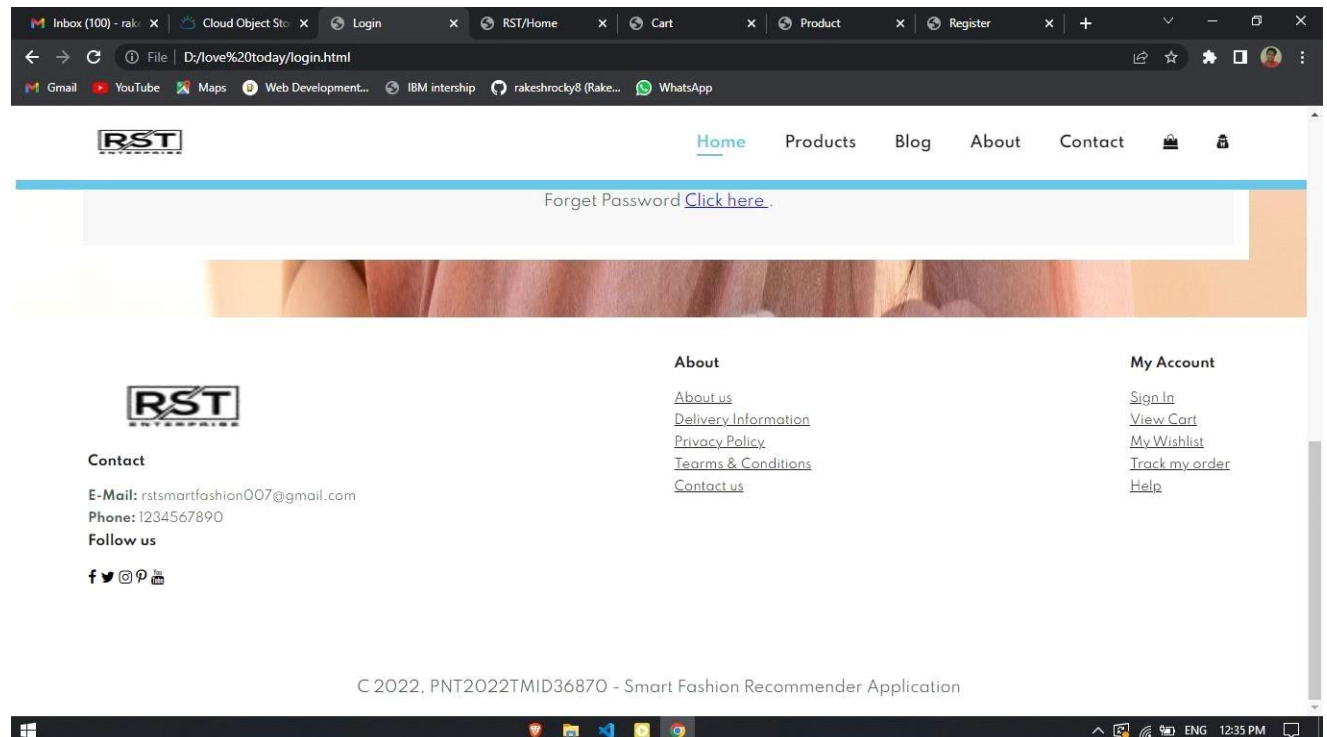 Inbox (100) - rake
Cloud Object Sto
Login
RST/Home
Cart
Product
Register
File | D:/love%20today/login.html
Gmail YouTube Maps Web Development... IBM intership rakeshrocky8 (Rake... WhatsApp
RST
ENTERPRISE
Home Products Blog About Contact
Forget Password Click here .
RST
ENTERPRISE
Contact
E-Mail: rstsmartfashion007@gmail.com
Phone: 1234567890
Follow us
About
About us
Delivery Information
Privacy Policy
Tearms & Conditions
Contact us
My Account
Sign In
View Cart
My Wishlist
Track my order
Help
C 2022, PNT2022TMID36870 - Smart Fashion Recommender Application
ENG 12:35 PM